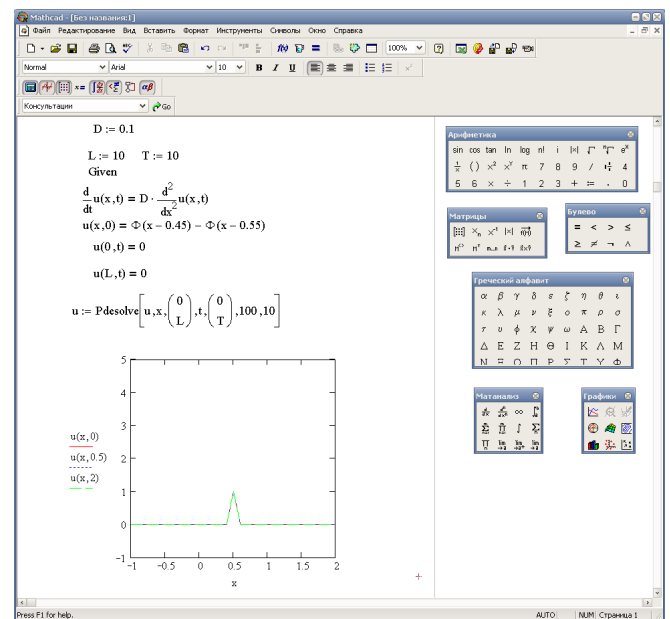 Mathcad - [Без названия:1]
Файл Редактирование Вид Вставить Формат Инструменты Символы Окно Справка
100%
Normal Arial 10 B I U
αβ
Консультации Go
D := 0.1
L := 10 T := 10
Given
d/dt u(x,t) = D · d²/dx² u(x,t)
u(x,0) = Φ(x − 0.45) − Φ(x − 0.55)
u(0,t) = 0
u(L,t) = 0
u := Pdesolve[u,x,(0 L),t,(0 T),100,10]
5
4
3
2
1
0
−1
u(x,0)
u(x,0.5)
u(x,2)
−1 −0.5 0 0.5 1 1.5 2
x
Арифметика
sin cos tan ln log n! i |×| √ ⁿ√ eˣ
1/x ( ) ×² ×ʸ π 7 8 9 / 4
5 6 × ÷ 1 2 3 + := . 0
Матрицы
×ₙ ×⁻¹ |×|
Булево
= < > ≤
≥ ≠ ¬ ∧
Греческий алфавит
α β γ δ ε ζ η θ ι
κ λ μ ν ξ ο π ρ σ
τ υ φ χ ψ ω Α Β Γ
Δ Ε Ζ Η Θ Ι Κ Λ Μ
Ν Ξ Ο Π Ρ Σ Τ Υ Φ
Матанализ
Графики
Press F1 for help.
AUTO NUM Страница 1